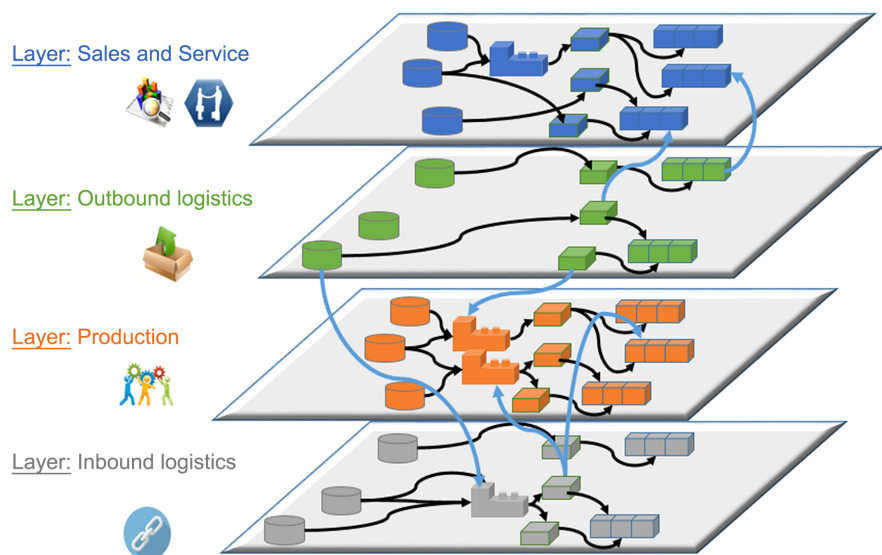 Layer: Sales and Service
Layer: Outbound logistics
Layer: Production
Layer: Inbound logistics